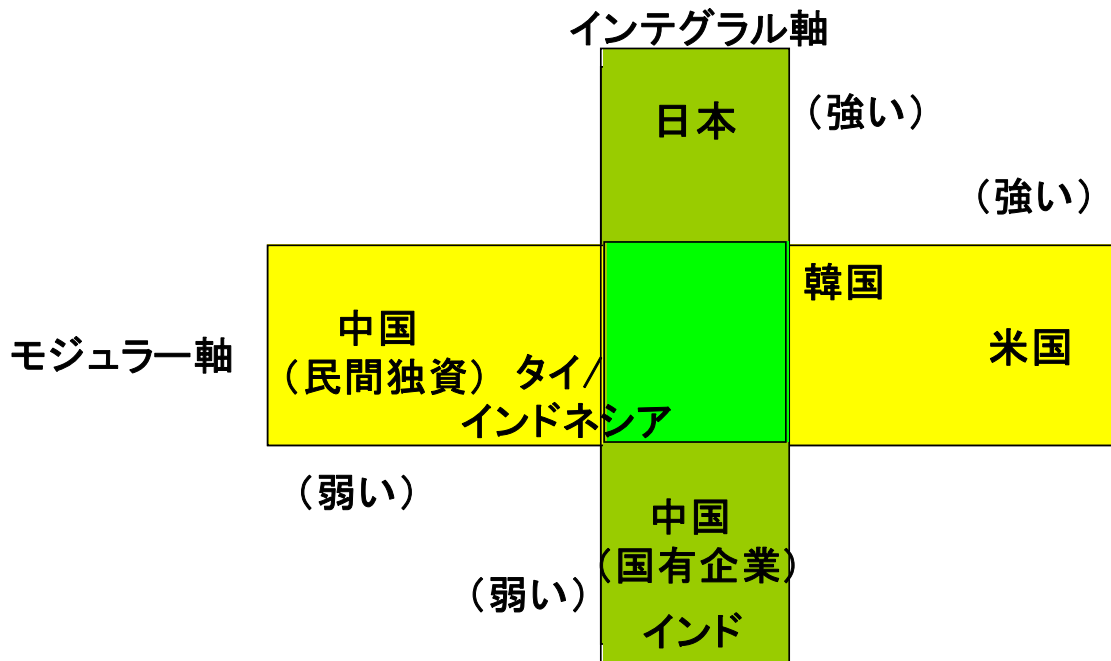 インテグラル軸
日本
（強い）
（強い）
韓国
米国
モジュラー軸
中国
（民間独資）
タイ/
インドネシア
（弱い）
中国
（国有企業）
（弱い）
インド